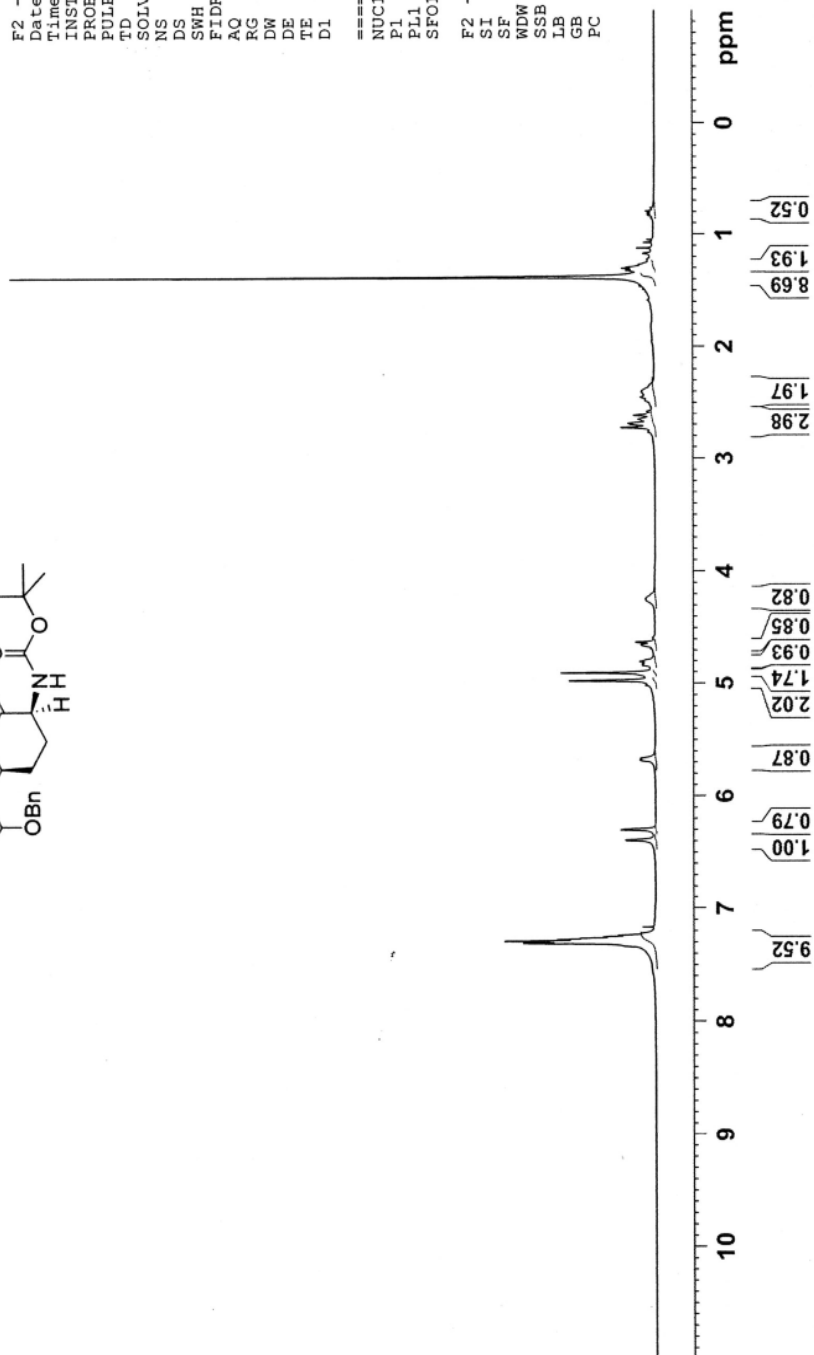 F2 -
Date
Time
INST
PROB
PULP
TD
SOLV
NS
DS
SWH
FIDR
AQ
RG
DW
DE
TE
D1
====
NUC1
P1
PL1
SFO1
F2 -
SI
SF
WDW
SSB
LB
GB
PC
O
N
H
H
OBn
ppm
0
1
2
3
4
5
6
7
8
9
10
0.52
1.93
8.69
1.97
2.98
0.82
0.85
0.93
1.74
2.02
0.87
0.79
1.00
9.52